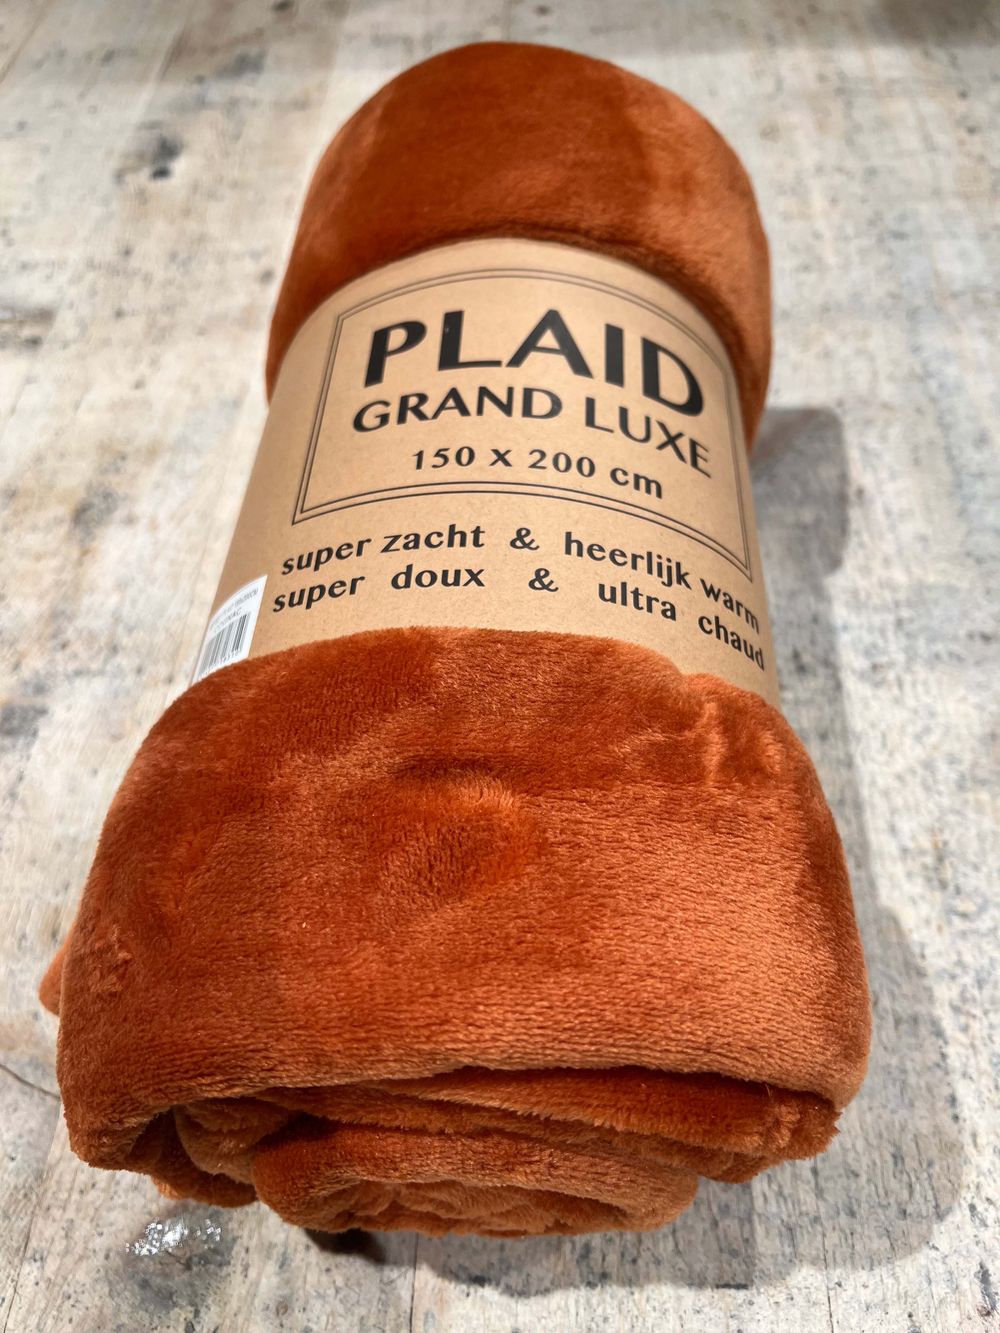 PLAID
GRAND LUXE
150 x 200 cm
super zacht & heerlijk warm
super doux & ultra chaud